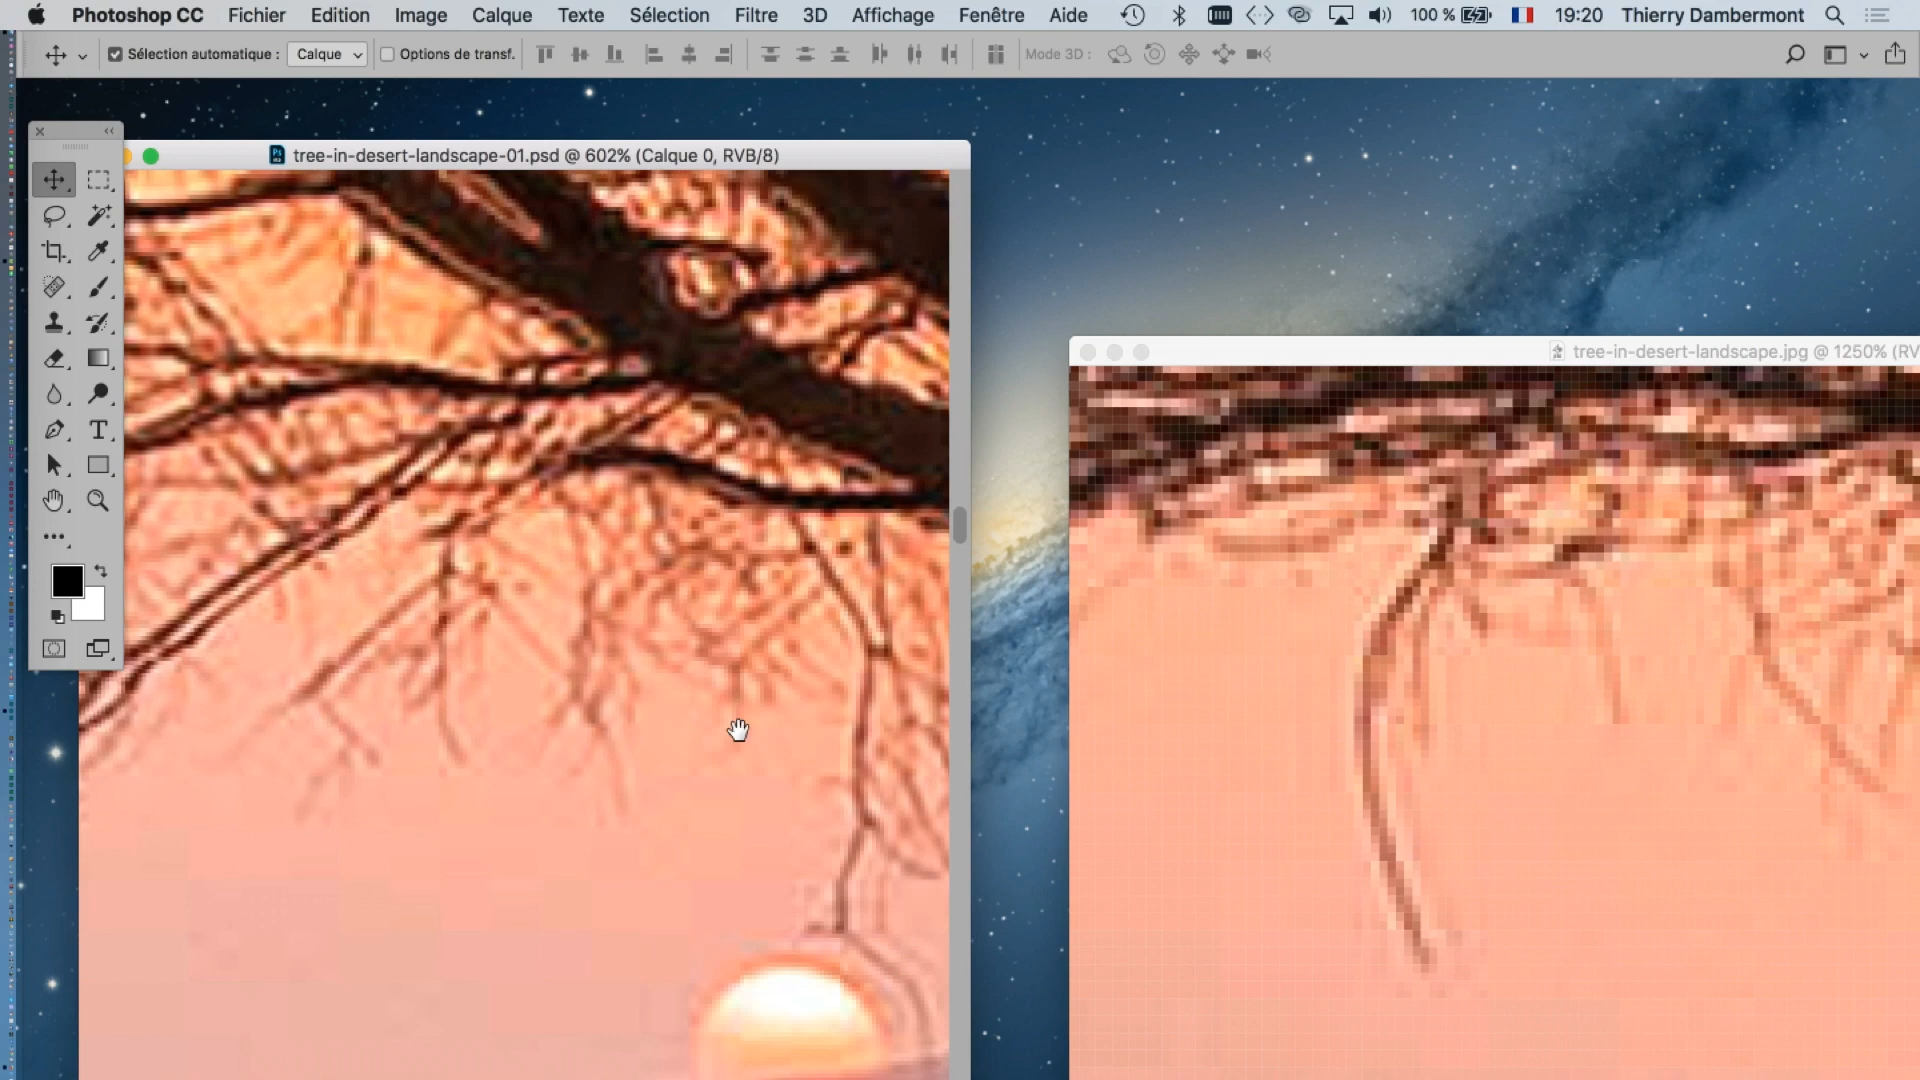 Photoshop CC Fichier Edition Image Calque Texte Sélection Filtre 3D Affichage Fenêtre Aide 100 % 19:20 Thierry Dambermont
Sélection automatique : Calque Options de transf. Mode 3D :
tree-in-desert-landscape-01.psd @ 602% (Calque 0, RVB/8)
tree-in-desert-landscape.jpg @ 1250% (RV
T